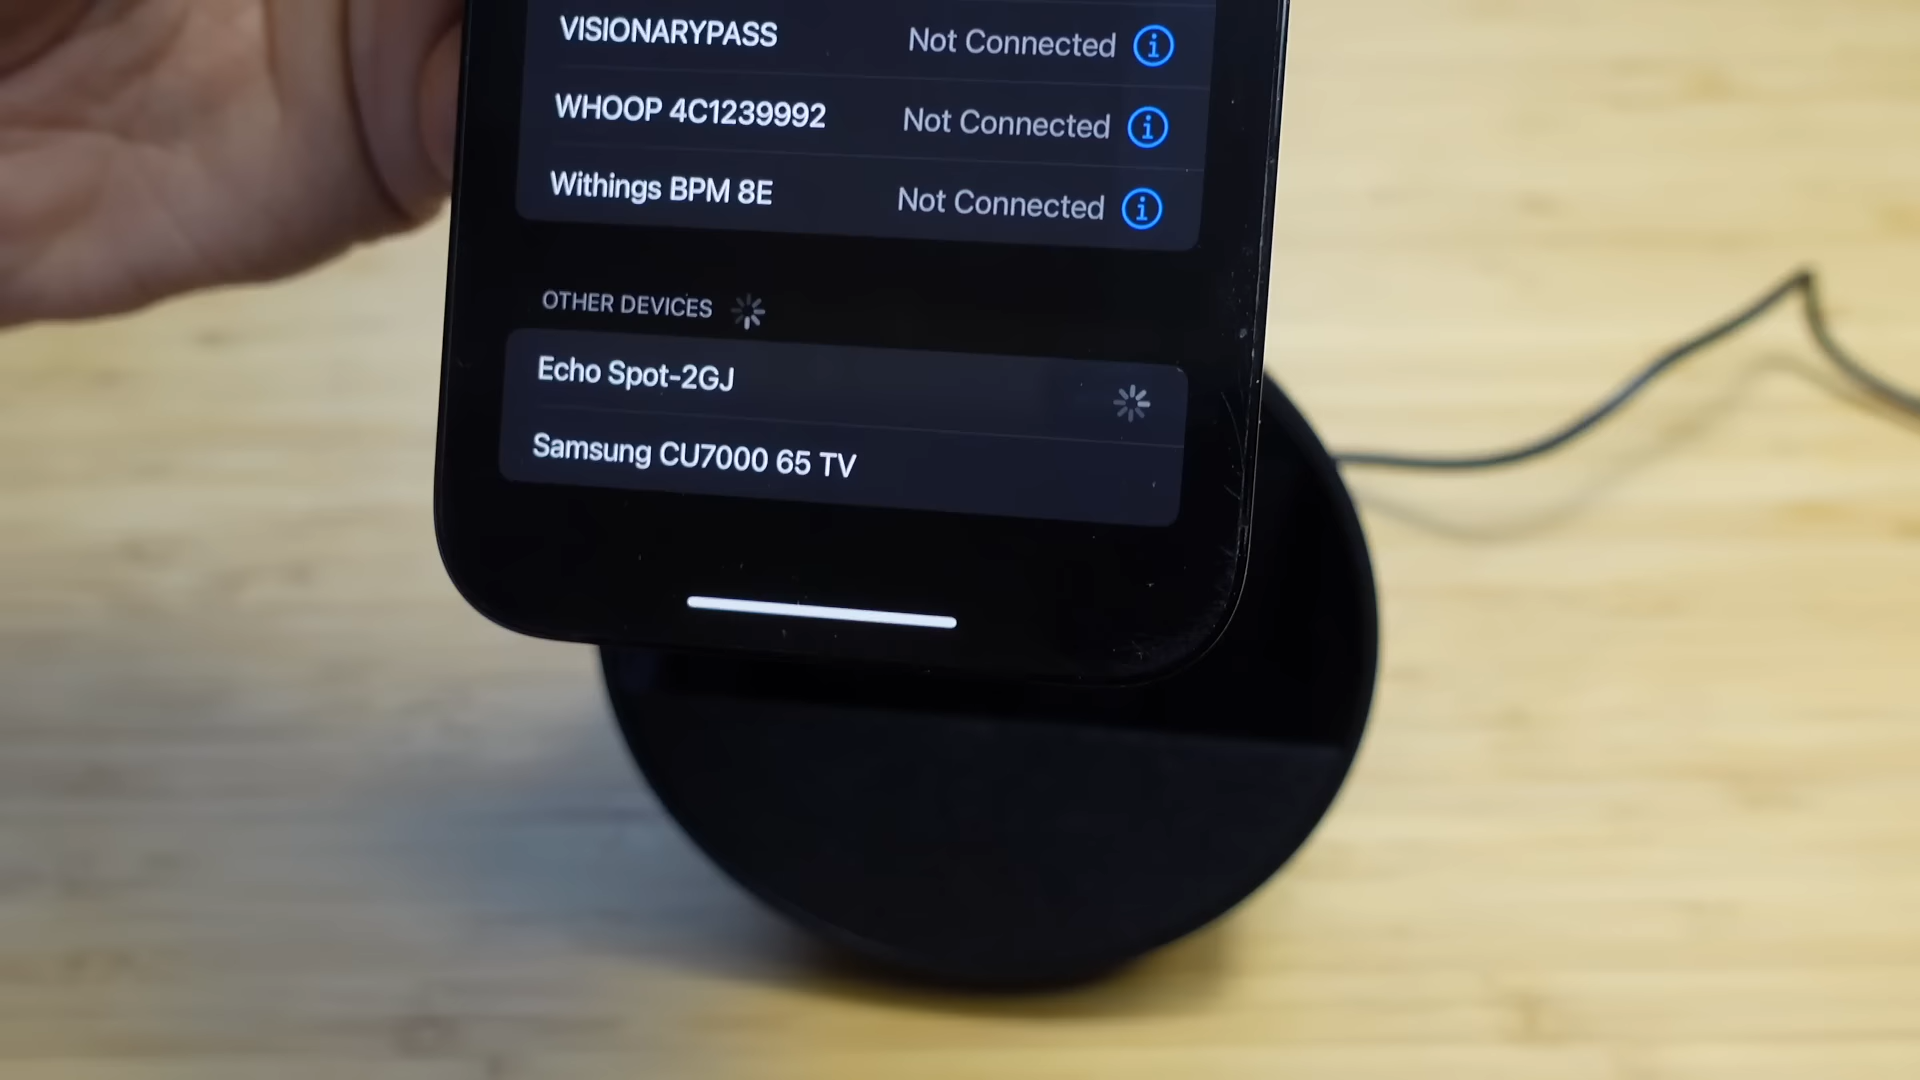 VISIONARYPASS Not Connected
WHOOP 4C1239992 Not Connected
Withings BPM 8E Not Connected
OTHER DEVICES
Echo Spot-2GJ
Samsung CU7000 65 TV